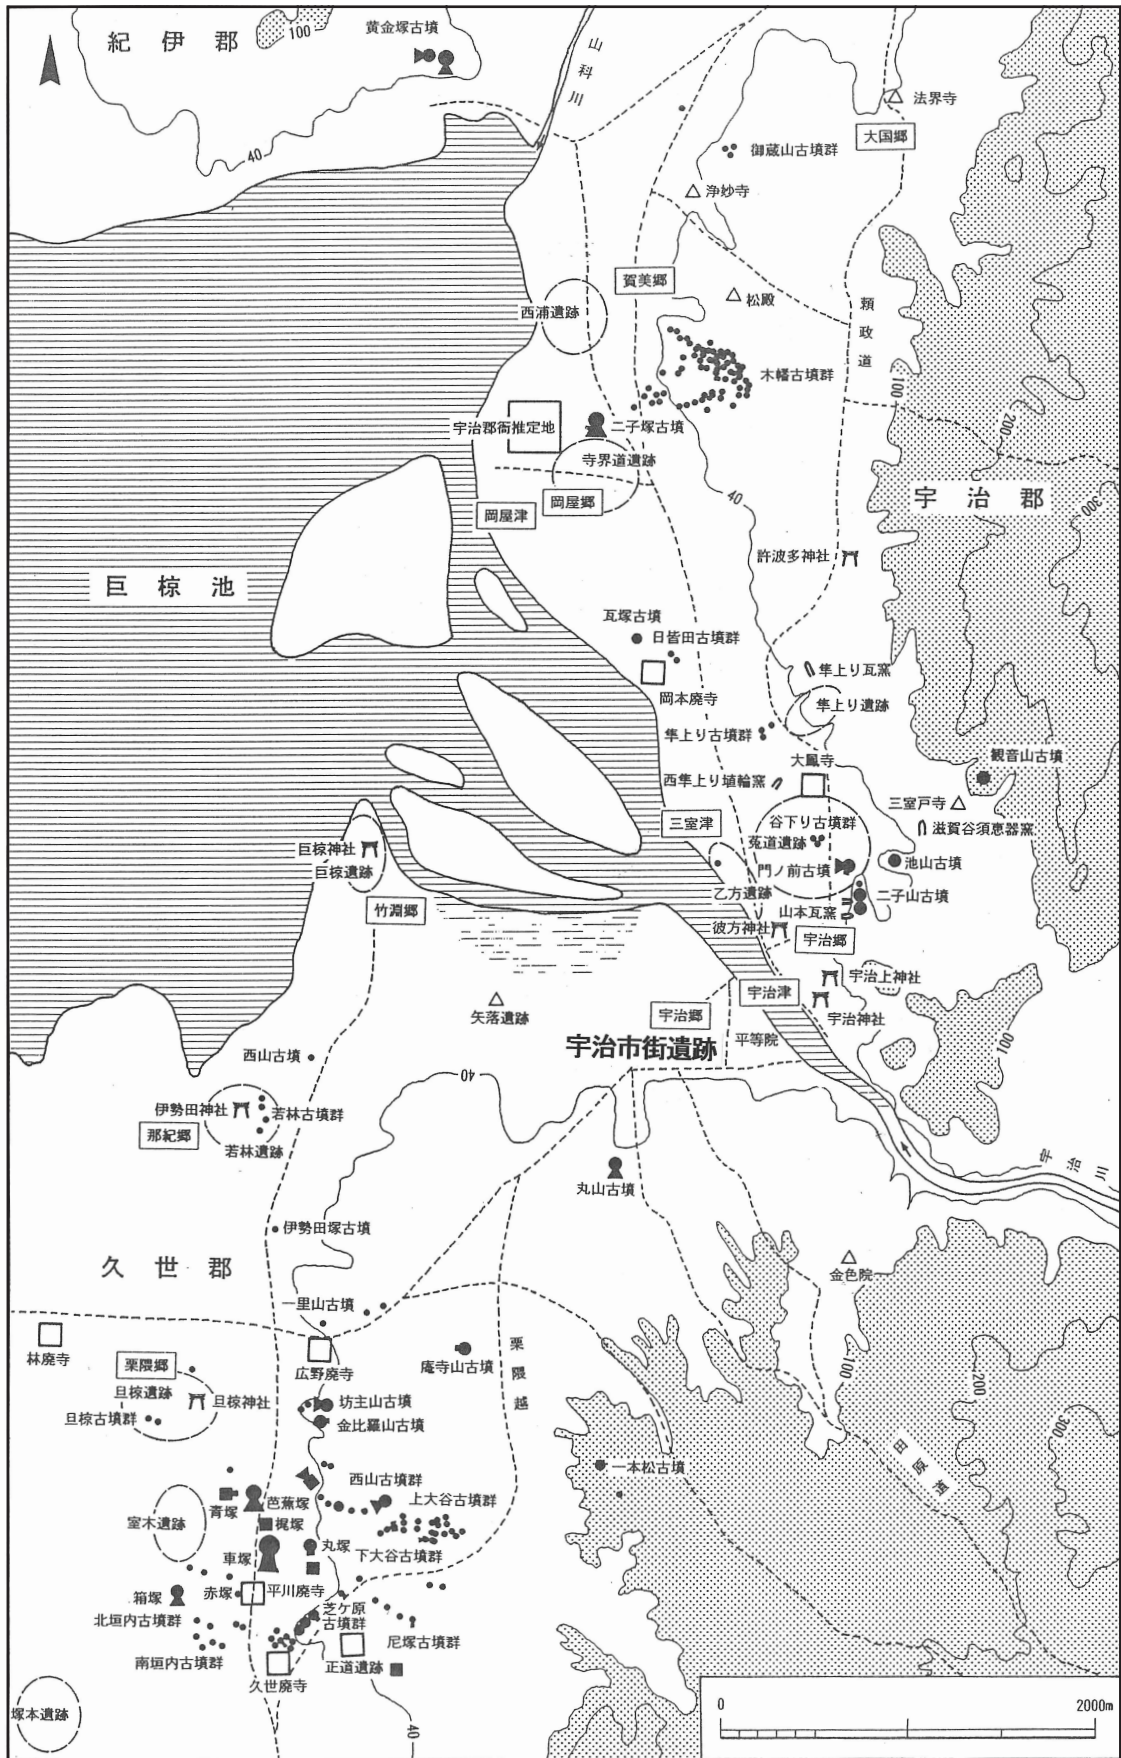 紀伊郡
100
黄金塚古墳
山科川
40
法界寺
大国郷
御蔵山古墳群
浄妙寺
賀美郷
松殿
西浦遺跡
頼政道
木幡古墳群
100
200
宇治郡衙推定地
二子塚古墳
寺界道遺跡
岡屋郷
岡屋津
40
宇治郡
300
許波多神社
巨椋池
瓦塚古墳
日皆田古墳群
岡本廃寺
隼上り瓦窯
隼上り遺跡
隼上り古墳群
大鳳寺
観音山古墳
西隼上り埴輪窯
三室戸寺
滋賀谷須恵器窯
三室津
谷下り古墳群
菟道遺跡
門ノ前古墳
池山古墳
巨椋神社
巨椋遺跡
乙方遺跡
二子山古墳
山本瓦窯
竹淵郷
彼方神社
宇治郷
宇治上神社
宇治津
宇治神社
矢落遺跡
宇治郷
宇治市街遺跡
平等院
100
西山古墳
40
伊勢田神社
若林古墳群
那紀郷
若林遺跡
宇治川
丸山古墳
伊勢田塚古墳
久世郡
金色院
一里山古墳
林廃寺
広野廃寺
庵寺山古墳
栗隈越
栗隈郷
旦椋遺跡
旦椋神社
旦椋古墳群
坊主山古墳
金比羅山古墳
100
200
300
田原道
一本松古墳
西山古墳群
上大谷古墳群
青塚
芭蕉塚
室木遺跡
梶塚
車塚
丸塚
下大谷古墳群
箱塚
赤塚
平川廃寺
芝ケ原
古墳群
北垣内古墳群
尼塚古墳群
南垣内古墳群
正道遺跡
久世廃寺
塚本遺跡
40
0
2000m